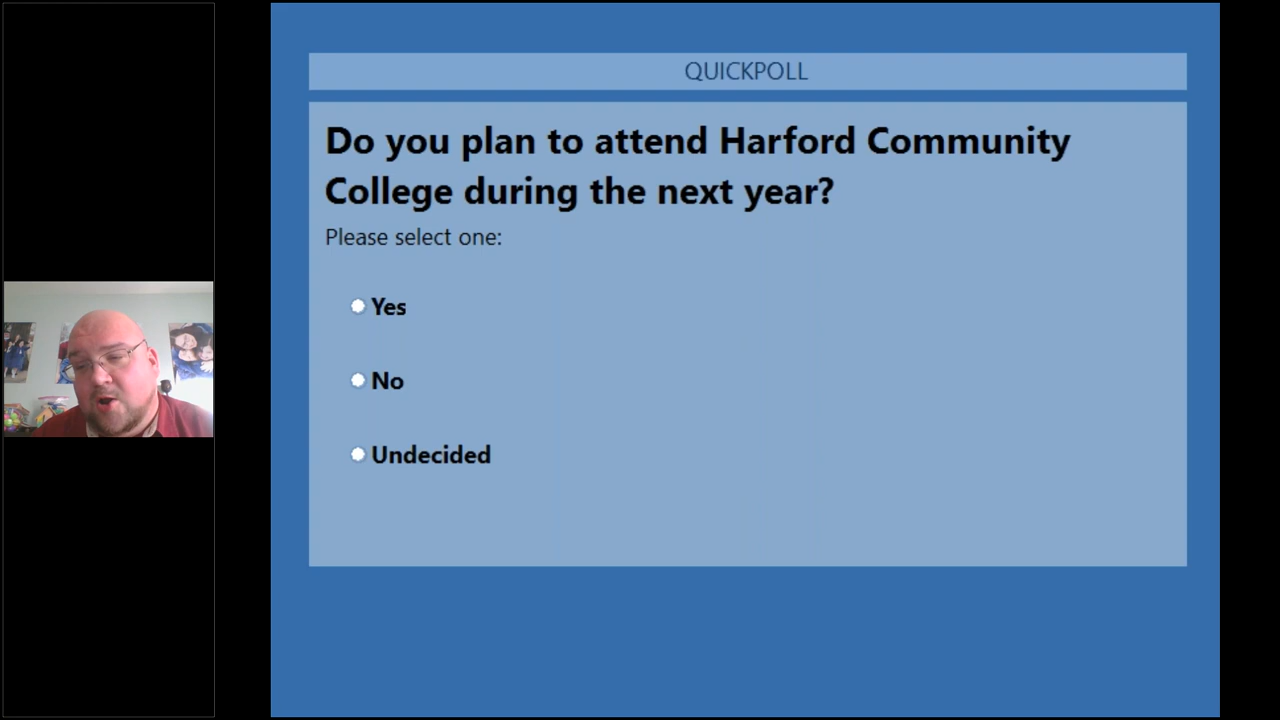 QUICKPOLL
Do you plan to attend Harford Community
College during the next year?
Please select one:
Yes
No
Undecided